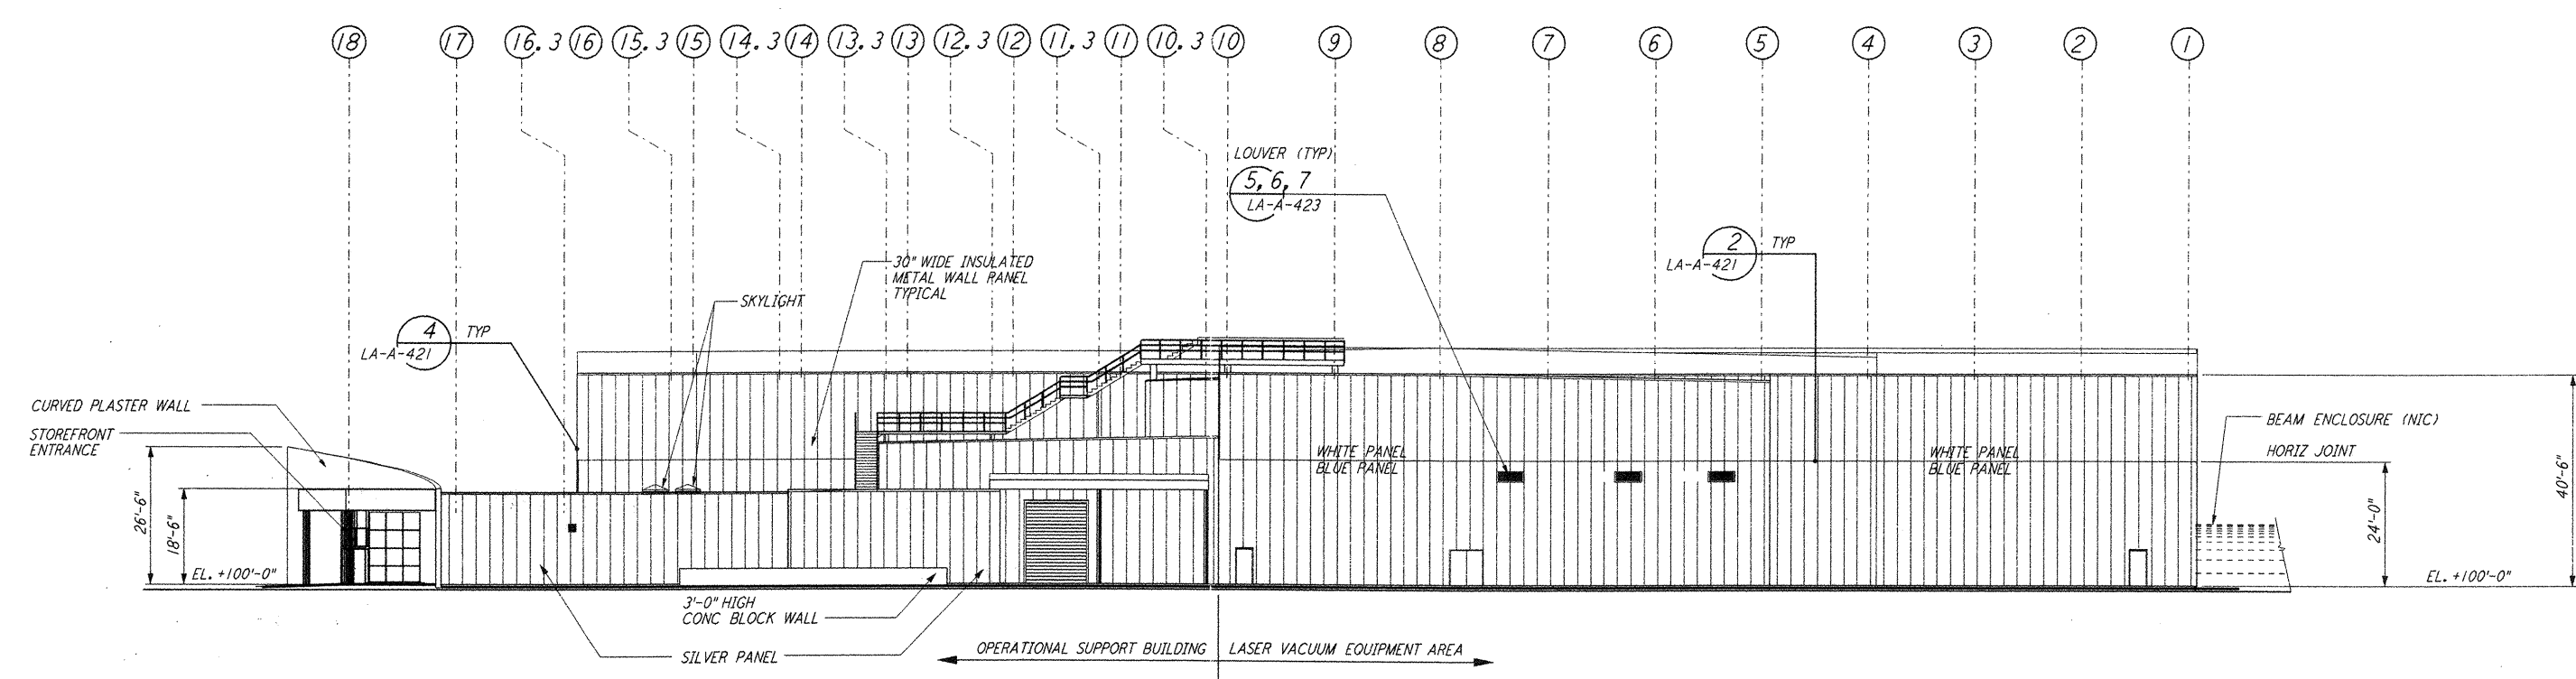 18 17 16.3 16 15.3 15 14.3 14 13.3 13 12.3 12 11.3 11 10.3 10 9 8 7 6 5 4 3 2 1
LOUVER (TYP)
5, 6, 7
LA-A-423
2 TYP
LA-A-421
30" WIDE INSULATED
METAL WALL PANEL
TYPICAL
SKYLIGHT
4 TYP
LA-A-421
CURVED PLASTER WALL
STOREFRONT
ENTRANCE
26'-6"
18'-6"
EL. +100'-0"
WHITE PANEL
BLUE PANEL
WHITE PANEL
BLUE PANEL
BEAM ENCLOSURE (NIC)
HORIZ JOINT
24'-0"
40'-6"
EL. +100'-0"
3'-0" HIGH
CONC BLOCK WALL
SILVER PANEL
OPERATIONAL SUPPORT BUILDING
LASER VACUUM EQUIPMENT AREA